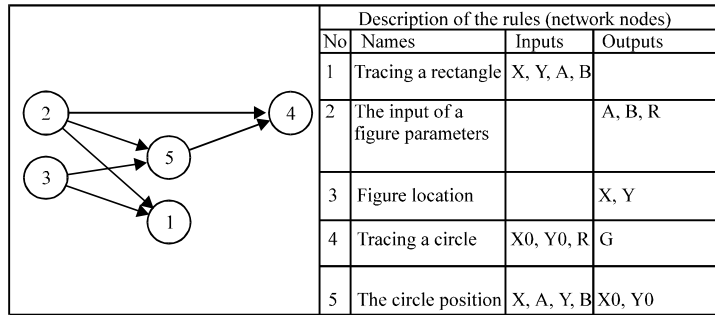 Description of the rules (network nodes)
No Names Inputs Outputs
1 Tracing a rectangle X, Y, A, B
2 The input of a A, B, R
figure parameters
3 Figure location X, Y
4 Tracing a circle X0, Y0, R G
5 The circle position X, A, Y, B X0, Y0
2
4
5
3
1